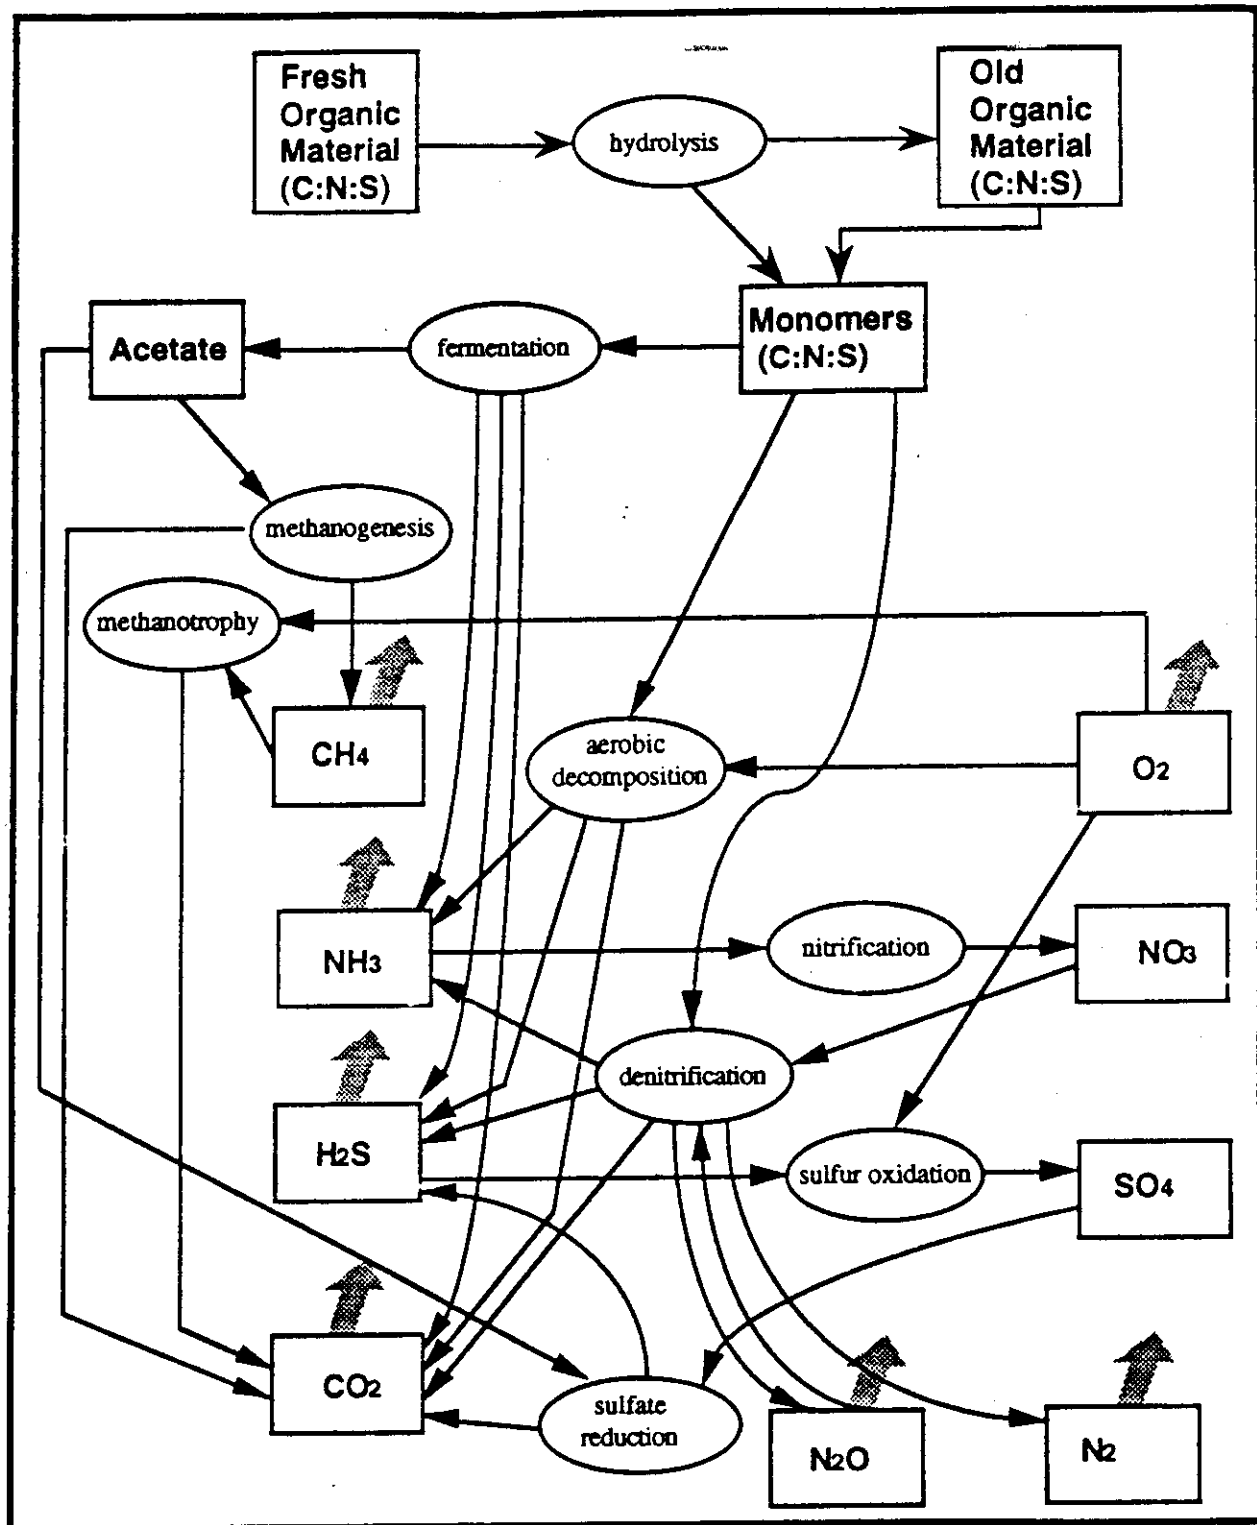 Fresh
Organic
Material
(C:N:S)
hydrolysis
Old
Organic
Material
(C:N:S)
Acetate
fermentation
Monomers
(C:N:S)
methanogenesis
methanotrophy
CH4
aerobic
decomposition
O2
NH3
nitrification
NO3
denitrification
H2S
sulfur oxidation
SO4
CO2
sulfate
reduction
N2O
N2